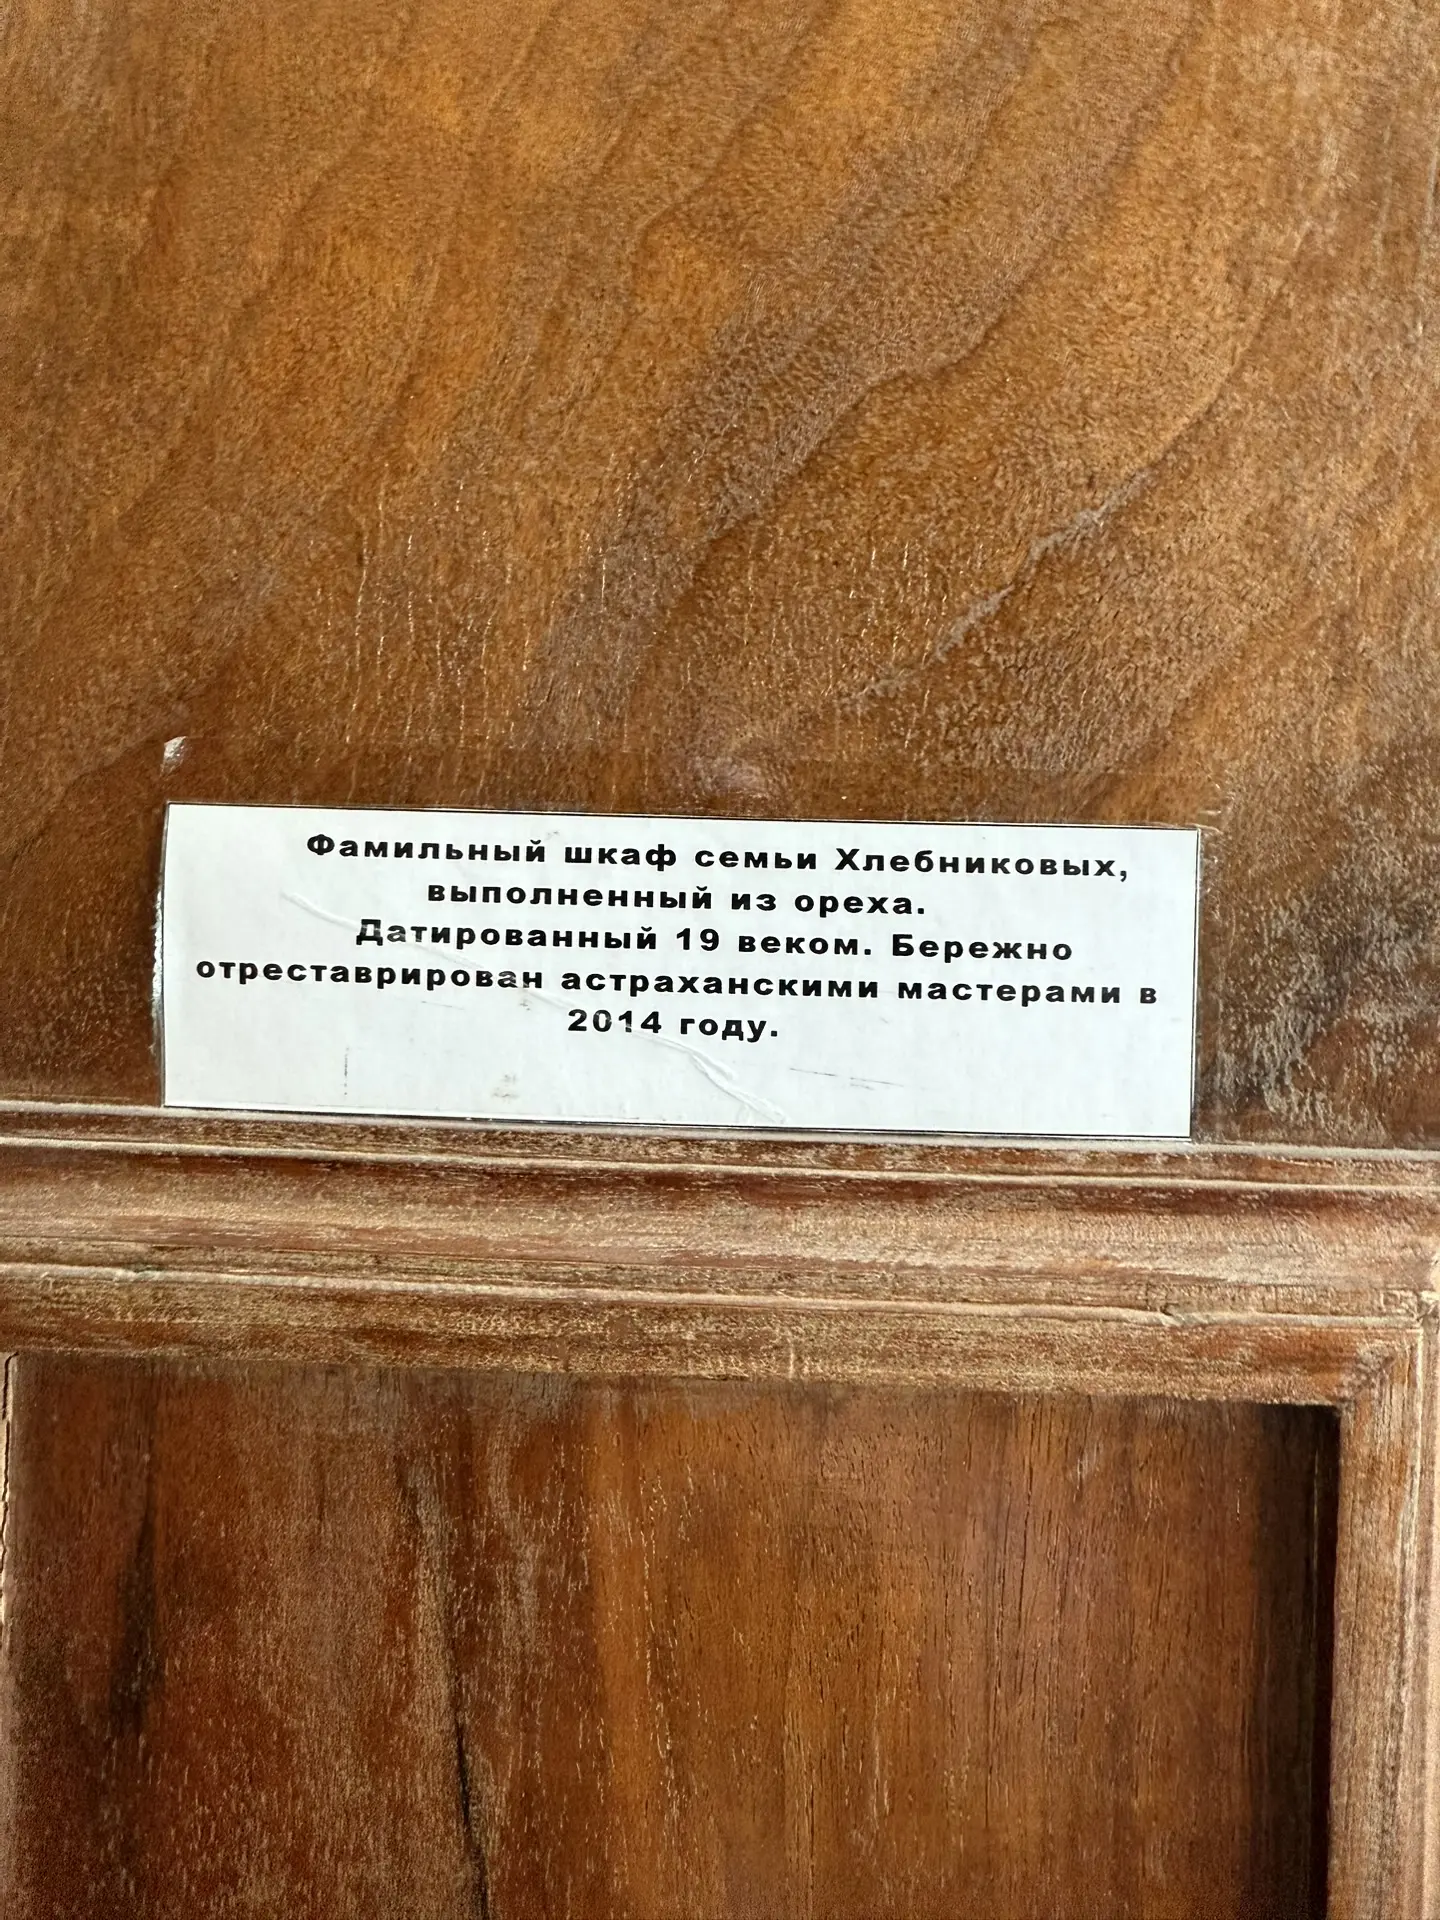 Фамильный шкаф семьи Хлебниковых,
выполненный из ореха.
Датированный 19 веком. Бережно
отреставрирован астраханскими мастерами в
2014 году.